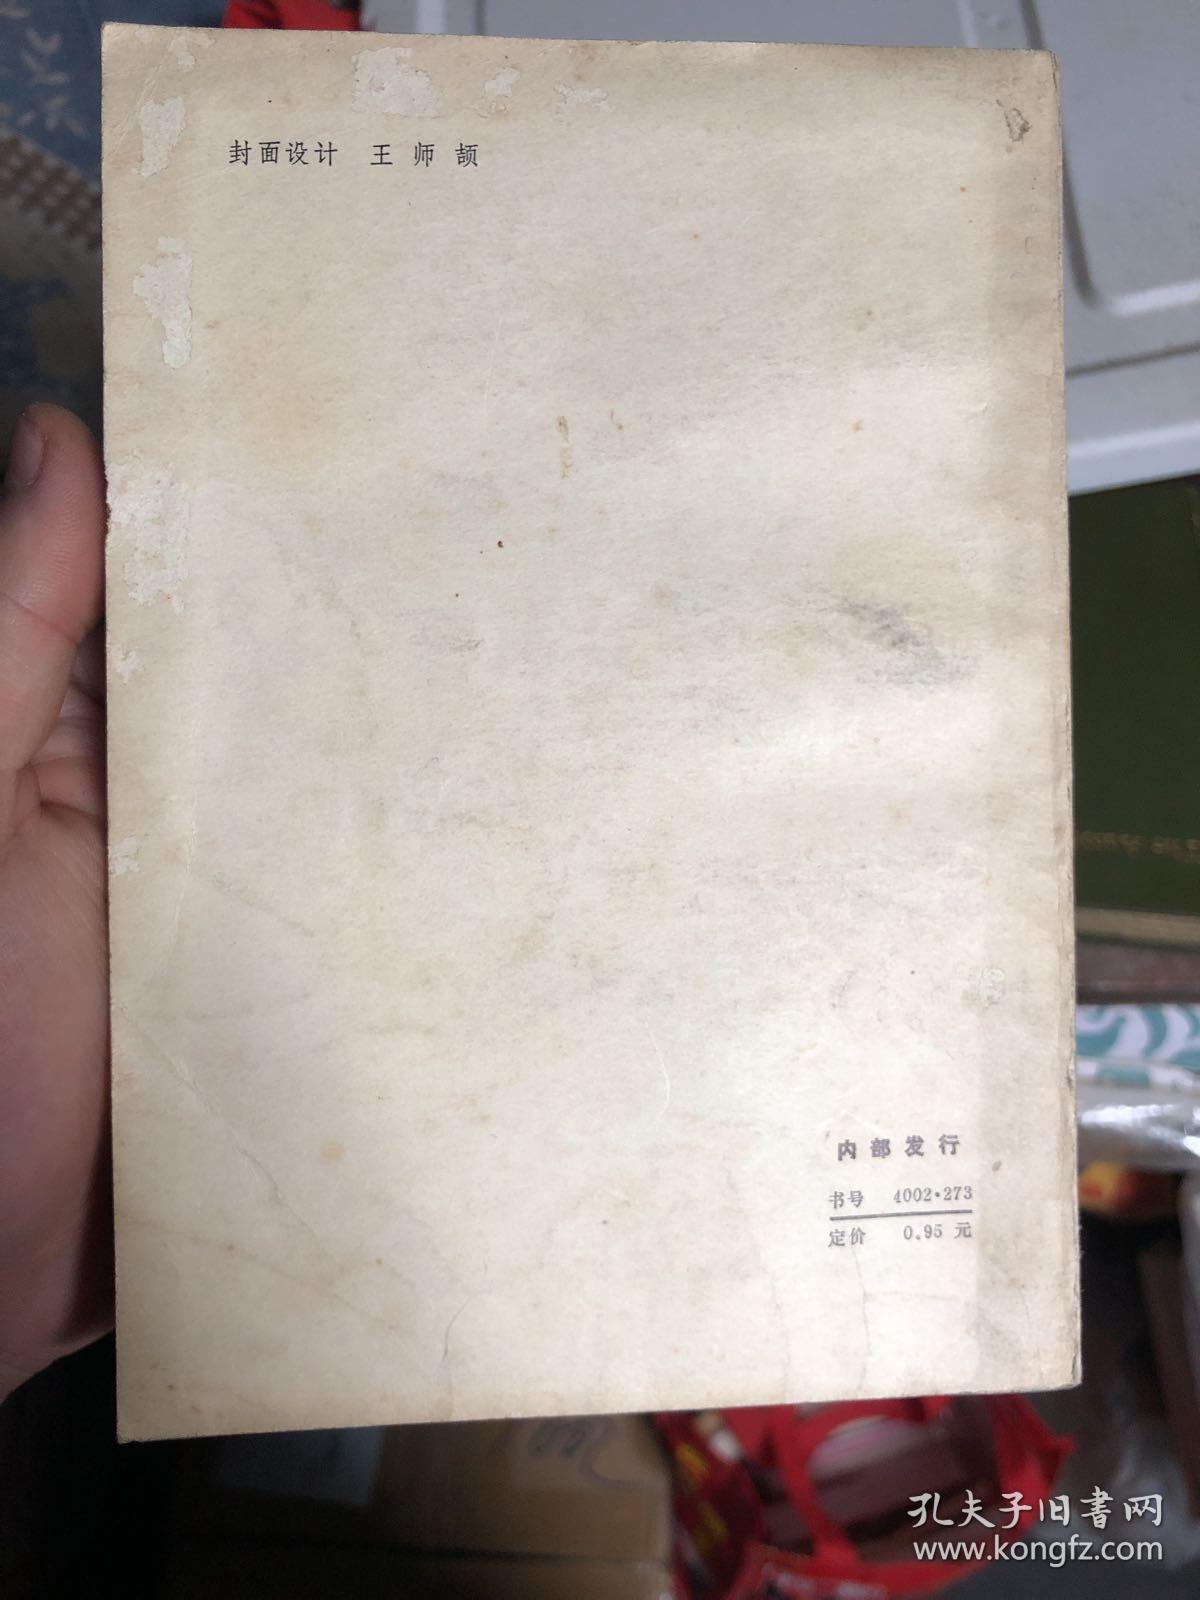 封面设计 王师颉
内部发行
书号 4002·273
定价 0.95 元
孔夫子旧书网
www.kongfz.com